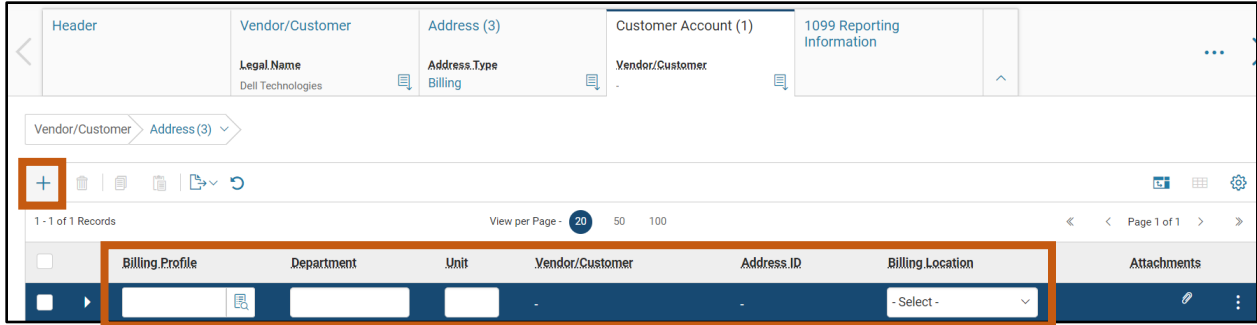 Header
Vendor/Customer
Legal Name
Dell Technologies
Address (3)
Address Type
Billing
Customer Account (1)
Vendor/Customer
-
1099 Reporting
Information
Vendor/Customer Address (3)
1 - 1 of 1 Records View per Page - 20 50 100 Page 1 of 1
Billing Profile Department Unit Vendor/Customer Address ID Billing Location Attachments
- - - Select -